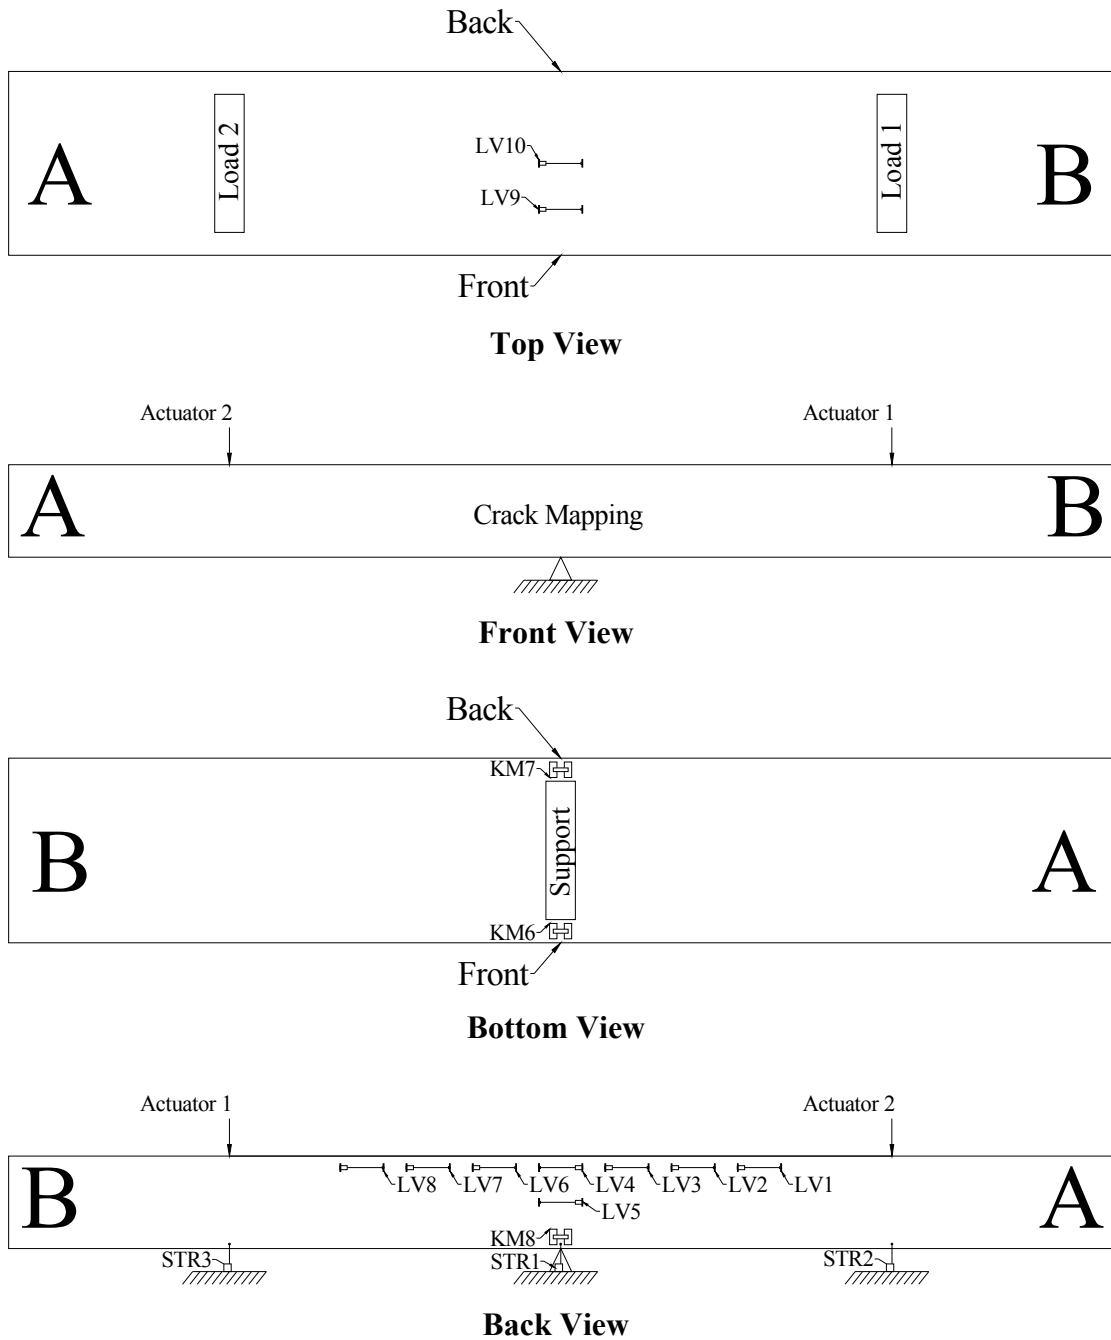 Back
A
Load 2
LV10
LV9
Load 1
B
Front
Top View
Actuator 2
Actuator 1
A
Crack Mapping
B
Front View
Back
KM7
B
Support
A
KM6
Front
Bottom View
Actuator 1
Actuator 2
B
LV8
LV7
LV6
LV4
LV3
LV2
LV1
A
LV5
KM8
STR3
STR1
STR2
Back View